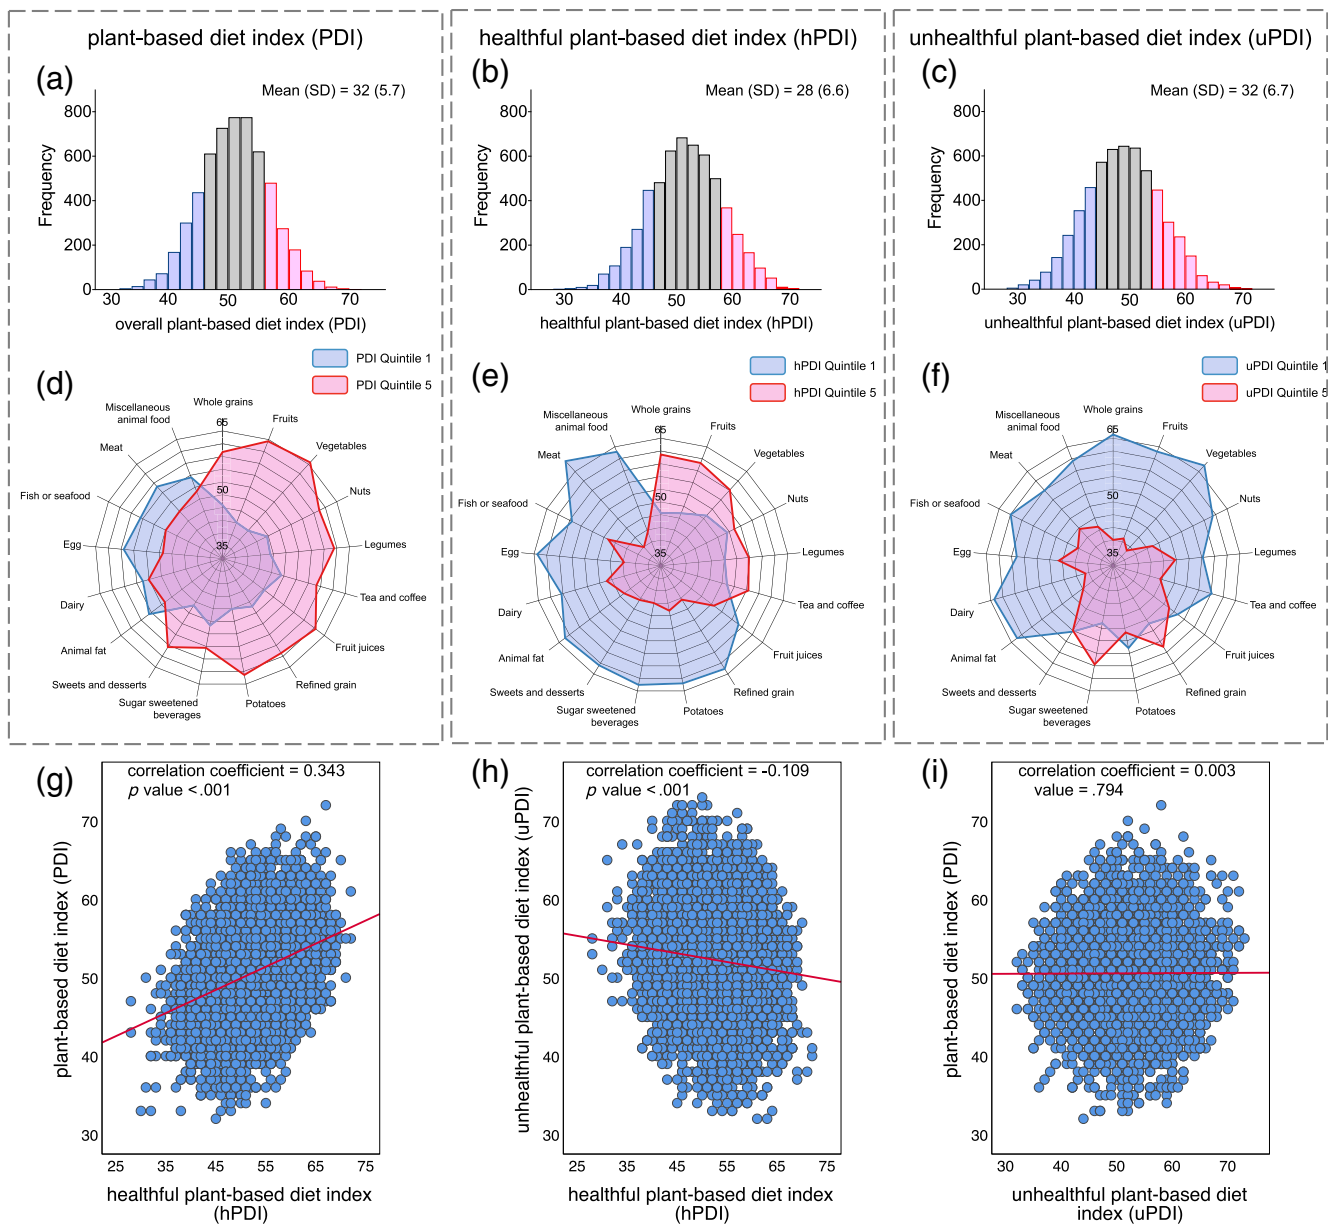 plant-based diet index (PDI)
healthful plant-based diet index (hPDI)
unhealthful plant-based diet index (uPDI)
(a)
Mean (SD) = 32 (5.7)
800
600
400
200
0
Frequency
30
40
50
60
70
overall plant-based diet index (PDI)
(b)
Mean (SD) = 28 (6.6)
800
600
400
200
0
Frequency
30
40
50
60
70
healthful plant-based diet index (hPDI)
(c)
Mean (SD) = 32 (6.7)
800
600
400
200
0
Frequency
30
40
50
60
70
unhealthful plant-based diet index (uPDI)
(d)
PDI Quintile 1
PDI Quintile 5
Whole grains
Fruits
Vegetables
Nuts
Legumes
Tea and coffee
Fruit juices
Refined grain
Potatoes
Sugar sweetened
beverages
Sweets and desserts
Animal fat
Dairy
Egg
Fish or seafood
Meat
Miscellaneous
animal food
65
50
35
(e)
hPDI Quintile 1
hPDI Quintile 5
Whole grains
Fruits
Vegetables
Nuts
Legumes
Tea and coffee
Fruit juices
Refined grain
Potatoes
Sugar sweetened
beverages
Sweets and desserts
Animal fat
Dairy
Egg
Fish or seafood
Meat
Miscellaneous
animal food
65
50
35
(f)
uPDI Quintile 1
uPDI Quintile 5
Whole grains
Fruits
Vegetables
Nuts
Legumes
Tea and coffee
Fruit juices
Refined grain
Potatoes
Sugar sweetened
beverages
Sweets and desserts
Animal fat
Dairy
Egg
Fish or seafood
Meat
Miscellaneous
animal food
65
50
35
(g)
correlation coefficient = 0.343
p value <.001
70
60
50
40
30
plant-based diet index (PDI)
25
35
45
55
65
75
healthful plant-based diet index
(hPDI)
(h)
correlation coefficient = -0.109
p value <.001
70
60
50
40
30
unhealthful plant-based diet index (uPDI)
25
35
45
55
65
75
healthful plant-based diet index
(hPDI)
(i)
correlation coefficient = 0.003
value = .794
70
60
50
40
30
plant-based diet index (PDI)
30
40
50
60
70
unhealthful plant-based diet
index (uPDI)